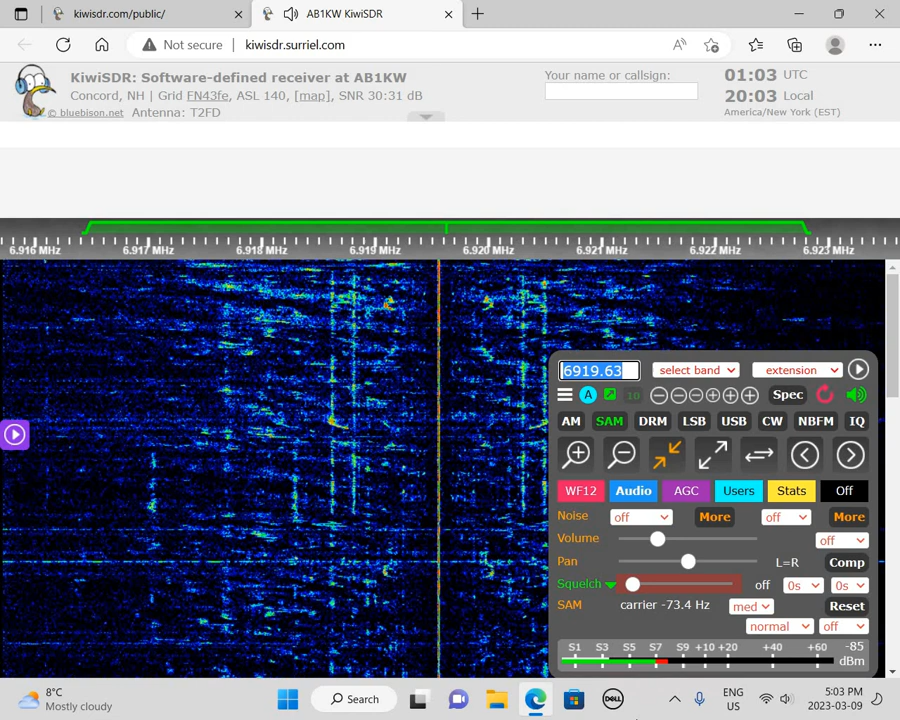 kiwisdr.com/public/
AB1KW KiwiSDR
Not secure
kiwisdr.surriel.com
KiwiSDR: Software-defined receiver at AB1KW
Concord, NH | Grid FN43fe, ASL 140, [map], SNR 30:31 dB
© bluebison.net
Antenna: T2FD
Your name or callsign:
01:03 UTC
20:03 Local
America/New York (EST)
6.916 MHz 6.917 MHz 6.918 MHz 6.919 MHz 6.920 MHz 6.921 MHz 6.922 MHz 6.923 MHz
6919.63 select band extension
A 10 Spec
AM SAM DRM LSB USB CW NBFM IQ
WF12 Audio AGC Users Stats Off
Noise off More off More
Volume off
Pan L=R Comp
Squelch off 0s 0s
SAM carrier -73.4 Hz med Reset
normal off
S1 S3 S5 S7 S9 +10 +20 +40 +60 -85
dBm
8°C
Mostly cloudy
Search
DELL
ENG
US
5:03 PM
2023-03-09